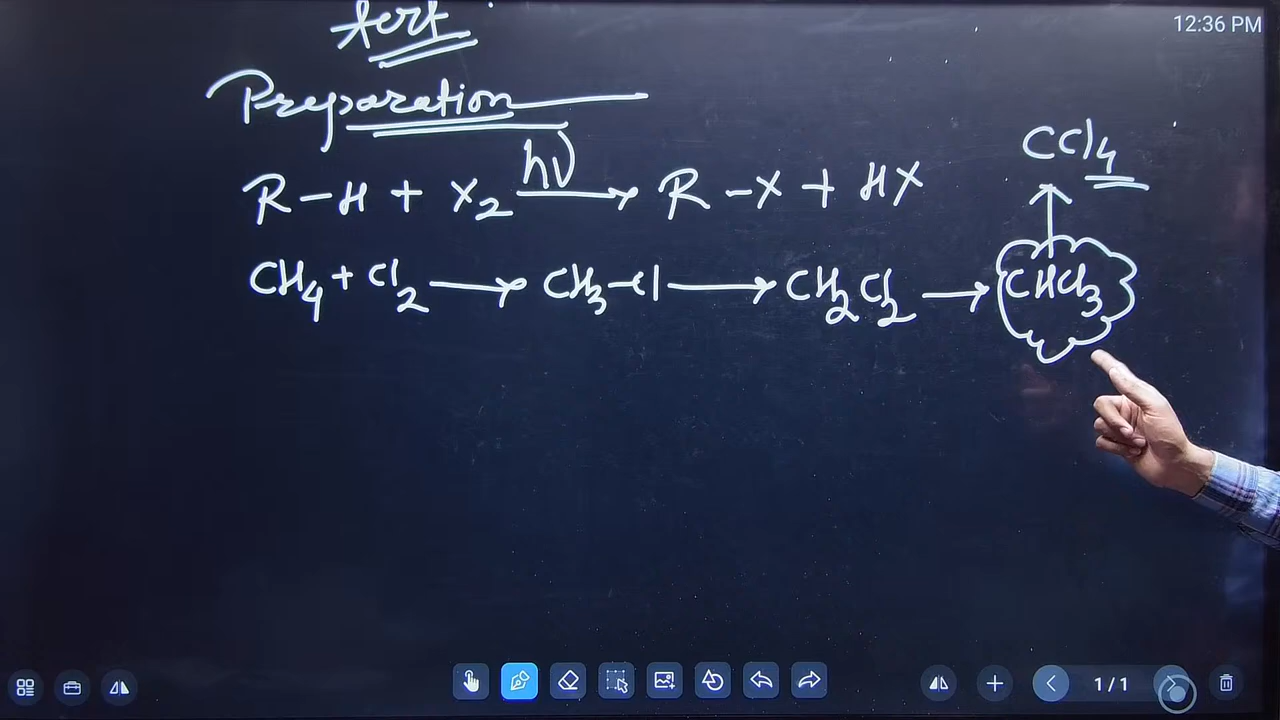 12:36 PM
tert
Preparation
R-H + X2 hν → R-X + HX
CCl4
CH4 + Cl2 → CH3-Cl → CH2Cl2 → CHCl3
1/1